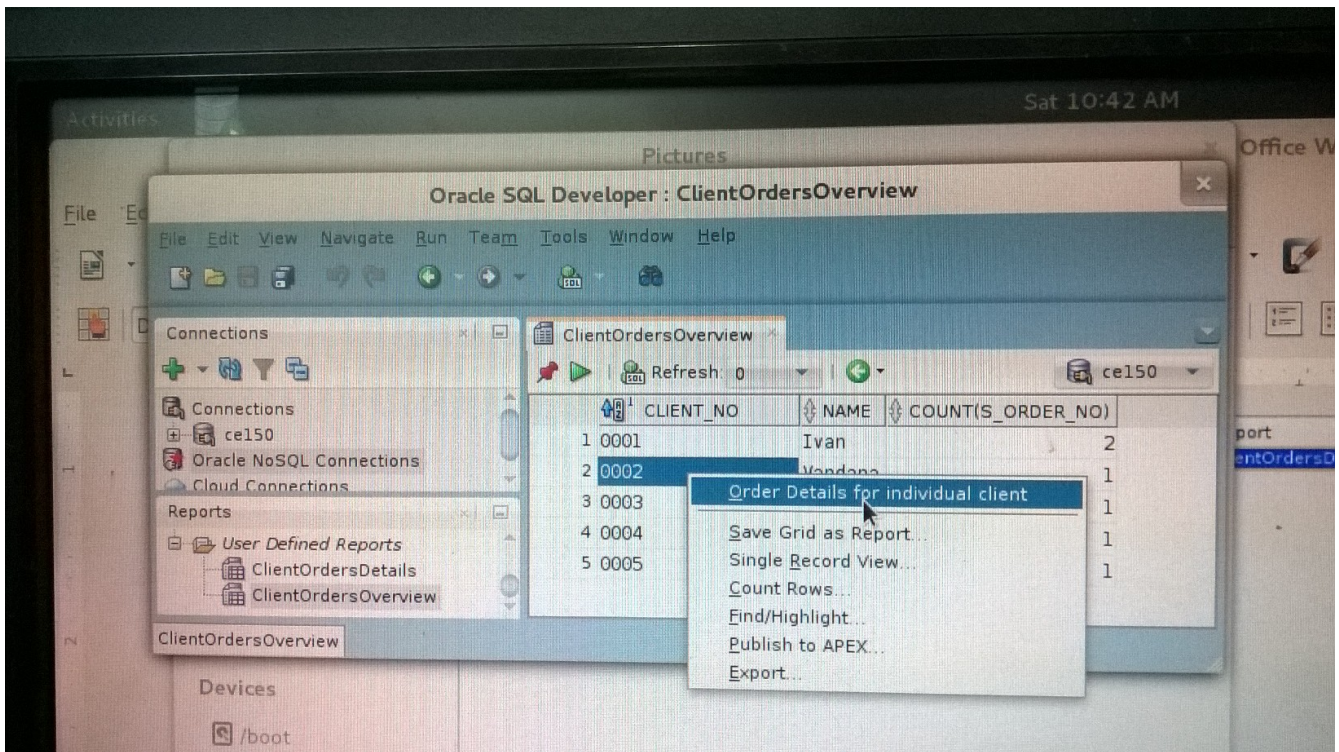 Activities
Sat 10:42 AM
Pictures
Office W
Oracle SQL Developer : ClientOrdersOverview
File
File Edit View Navigate Run Team Tools Window Help
SQL
Connections
ClientOrdersOverview
SQL Refresh: 0
ce150
Connections
ce150
Oracle NoSQL Connections
Cloud Connections
CLIENT_NO NAME COUNT(S_ORDER_NO)
1 0001 Ivan 2
2 0002 Vandana 1
3 0003 1
4 0004 1
5 0005 1
Order Details for individual client
Save Grid as Report...
Single Record View...
Count Rows...
Find/Highlight...
Publish to APEX...
Export...
Reports
User Defined Reports
ClientOrdersDetails
ClientOrdersOverview
ClientOrdersOverview
port
entOrdersD
Devices
/boot